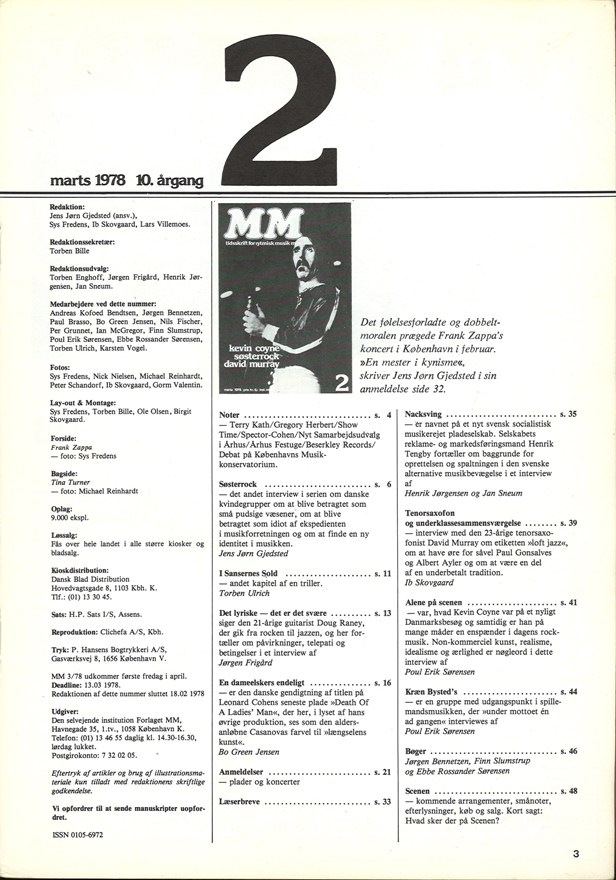 2
marts 1978 10. årgang
Redaktion:
Jens Jørn Gjedsted (ansv.),
Sys Fredens, Ib Skovgaard, Lars Villemoes.
Redaktionssekretær:
Torben Bille
Redaktionsudvalg:
Torben Enghoff, Jørgen Frigård, Henrik Jør-
gensen, Jan Sneum.
Medarbejdere ved dette nummer:
Andreas Kofoed Bendtsen, Jørgen Bennetzen,
Paul Brasso, Bo Green Jensen, Nils Fischer,
Per Grunnet, Ian McGregor, Finn Slumstrup,
Poul Erik Sørensen, Ebbe Rossander Sørensen,
Torben Ulrich, Karsten Vogel.
Fotos:
Sys Fredens, Nick Nielsen, Michael Reinhardt,
Peter Schandorf, Ib Skovgaard, Gorm Valentin.
Lay-out & Montage:
Sys Fredens, Torben Bille, Ole Olsen, Birgit
Skovgaard.
Forside:
Frank Zappa
— foto: Sys Fredens
Bagside:
Tina Turner
— foto: Michael Reinhardt
Oplag:
9.000 ekspl.
Løssalg:
Fås over hele landet i alle større kiosker og
bladsalg.
Kioskdistribution:
Dansk Blad Distribution
Hovedvagtsgade 8, 1103 Kbh. K.
Tlf.: (01) 13 30 45.
Sats: H.P. Sats I/S, Assens.
Reproduktion: Clichefa A/S, Kbh.
Tryk: P. Hansens Bogtrykkeri A/S,
Gasværksvej 8, 1656 København V.
MM 3/78 udkommer første fredag i april.
Deadline: 13.03 1978.
Redaktionen af dette nummer sluttet 18.02 1978
Udgiver:
Den selvejende institution Forlaget MM,
Havnegade 35, 1.tv., 1058 København K.
Telefon: (01) 13 46 55 daglig kl. 14.30-16.30,
lørdag lukket.
Postgirokonto: 7 32 02 05.
Eftertryk af artikler og brug af illustrationsma-
teriale kun tilladt med redaktionens skriftlige
godkendelse.
Vi opfordrer til at sende manuskripter uopfor-
dret.
ISSN 0105-6972
MM
tidsskrift for rytmisk musik
kevin coyne
søsterrock
david murray
2
Det følelsesforladte og dobbelt-
moralen prægede Frank Zappa's
koncert i København i februar.
»En mester i kynisme«,
skriver Jens Jørn Gjedsted i sin
anmeldelse side 32.
Noter ........ s. 4
— Terry Kath/Gregory Herbert/Show
Time/Spector-Cohen/Nyt Samarbejdsudvalg
i Århus/Århus Festuge/Beserkley Records/
Debat på Københavns Musik-
konservatorium.
Søsterrock ........ s. 6
— det andet interview i serien om danske
kvindegrupper om at blive betragtet som
små pudsige væsener, om at blive
betragtet som idiot af ekspedienten
i musikforretningen og om at finde en ny
identitet i musikken.
Jens Jørn Gjedsted
I Sansernes Sold ........ s. 11
— andet kapitel af en triller.
Torben Ulrich
Det lyriske — det er det svære ........ s. 13
siger den 21-årige guitarist Doug Raney,
der gik fra rocken til jazzen, og her for-
tæller om påvirkninger, telepati og
betingelser i et interview af
Jørgen Frigård
En dameelskers endeligt ........ s. 16
— er den danske gendigtning af titlen på
Leonard Cohens seneste plade »Death Of
A Ladies' Man«, der her, i lyset af hans
øvrige produktion, ses som den alders-
anløbne Casanovas farvel til »længselens
kunst«.
Bo Green Jensen
Anmeldelser ........ s. 21
— plader og koncerter
Læserbreve ........ s. 33
Nacksving ........ s. 35
— er navnet på et nyt svensk socialistisk
musikerejet pladeselskab. Selskabets
reklame- og markedsføringsmand Henrik
Tengby fortæller om baggrunde for
oprettelsen og spaltningen i den svenske
alternative musikbevægelse i et interview
af
Henrik Jørgensen og Jan Sneum
Tenorsaxofon
og underklassesammensværgelse ........ s. 39
— interview med den 23-årige tenorsaxo-
fonist David Murray om etiketten »loft jazz«,
om at have øre for såvel Paul Gonsalves
og Albert Ayler og om at være en del
af en underbetalt tradition.
Ib Skovgaard
Alene på scenen ........ s. 41
— var, hvad Kevin Coyne var på et nyligt
Danmarksbesøg og samtidig er han på
mange måder en enspænder i dagens rock-
musik. Non-kommerciel kunst, realisme,
idealisme og ærlighed er nøgleord i dette
interview af
Poul Erik Sørensen
Kræn Bysted's ........ s. 44
— er en gruppe med udgangspunkt i spille-
mandsmusikken, der »under mottoet én
ad gangen« interviewes af
Poul Erik Sørensen
Bøger ........ s. 46
Jørgen Bennetzen, Finn Slumstrup
og Ebbe Rossander Sørensen
Scenen ........ s. 48
— kommende arrangementer, smånoter,
efterlysninger, køb og salg. Kort sagt:
Hvad sker der på Scenen?
3